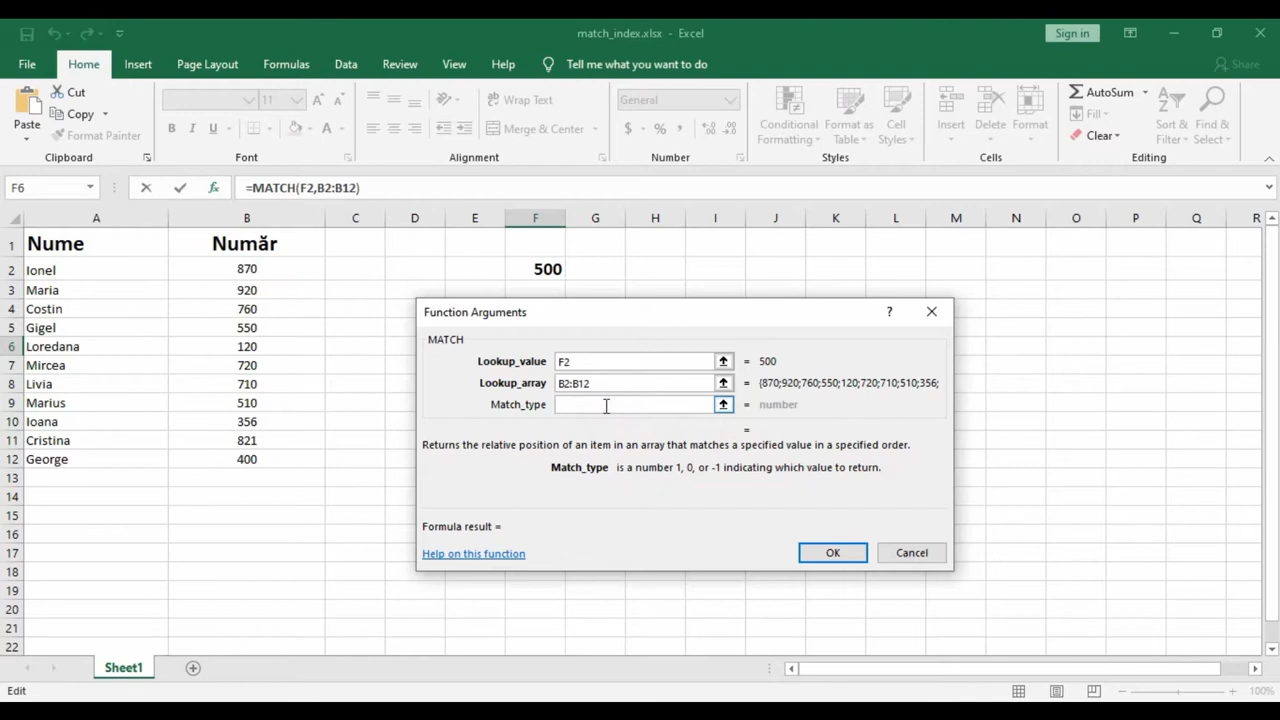 match_index.xlsx - Excel
Sign in
File Home Insert Page Layout Formulas Data Review View Help Tell me what you want to do Share
Paste
Cut
Copy
Format Painter
Clipboard
11 A A
B I U A
Font
Wrap Text
Merge & Center
Alignment
General
$ % ,
Number
Conditional Formatting
Format as Table
Cell Styles
Styles
Insert
Delete
Format
Cells
AutoSum
Fill
Clear
Sort & Filter
Find & Select
Editing
F6 fx =MATCH(F2,B2:B12)
A B C D E F G H I J K L M N O P Q R
1 Nume Număr
2 Ionel 870 500
3 Maria 920
4 Costin 760
5 Gigel 550
6 Loredana 120
7 Mircea 720
8 Livia 710
9 Marius 510
10 Ioana 356
11 Cristina 821
12 George 400
13
14
15
16
17
18
19
20
21
22
Function Arguments ?
MATCH
Lookup_value F2 = 500
Lookup_array B2:B12 = {870;920;760;550;120;720;710;510;356;
Match_type = number
=
Returns the relative position of an item in an array that matches a specified value in a specified order.
Match_type is a number 1, 0, or -1 indicating which value to return.
Formula result =
Help on this function
OK Cancel
Sheet1
Edit
100%